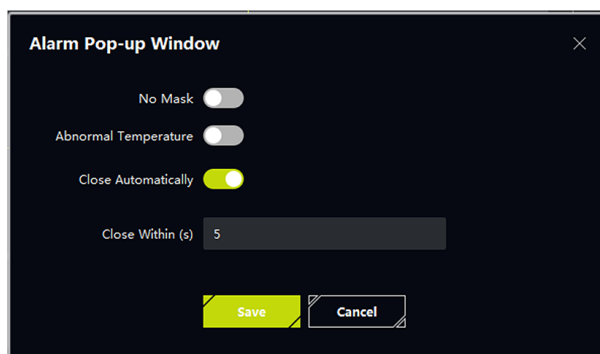 Alarm Pop-up Window
No Mask
Abnormal Temperature
Close Automatically
Close Within (s) 5
Save Cancel